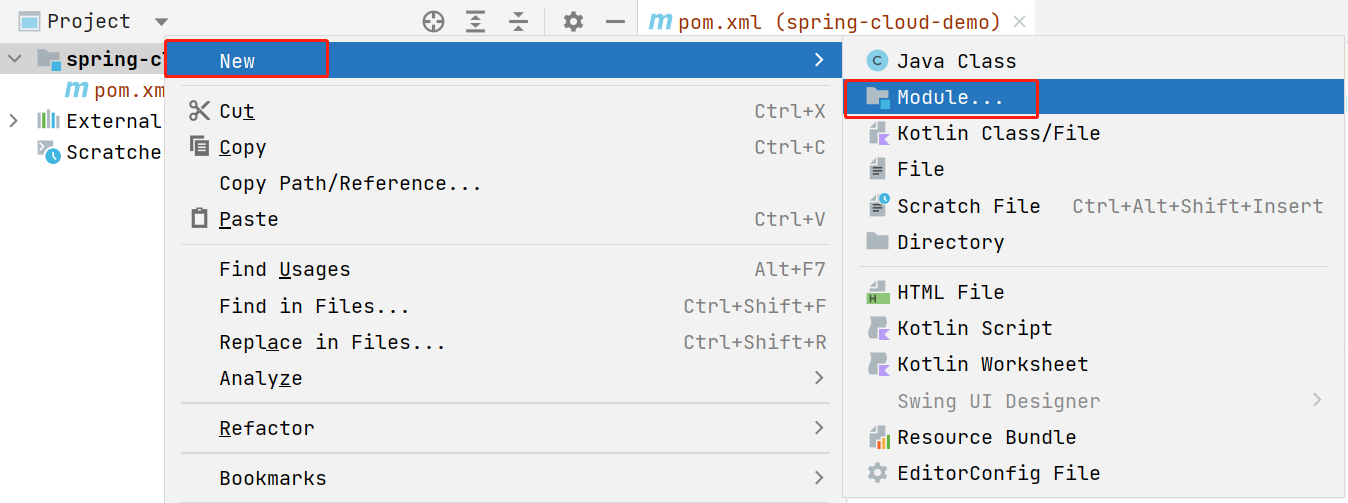 Project
pom.xml (spring-cloud-demo)
spring-c
pom.xm
External
Scratche
New
Cut Ctrl+X
Copy Ctrl+C
Copy Path/Reference...
Paste Ctrl+V
Find Usages Alt+F7
Find in Files... Ctrl+Shift+F
Replace in Files... Ctrl+Shift+R
Analyze
Refactor
Bookmarks
Java Class
Module...
Kotlin Class/File
File
Scratch File Ctrl+Alt+Shift+Insert
Directory
HTML File
Kotlin Script
Kotlin Worksheet
Swing UI Designer
Resource Bundle
EditorConfig File